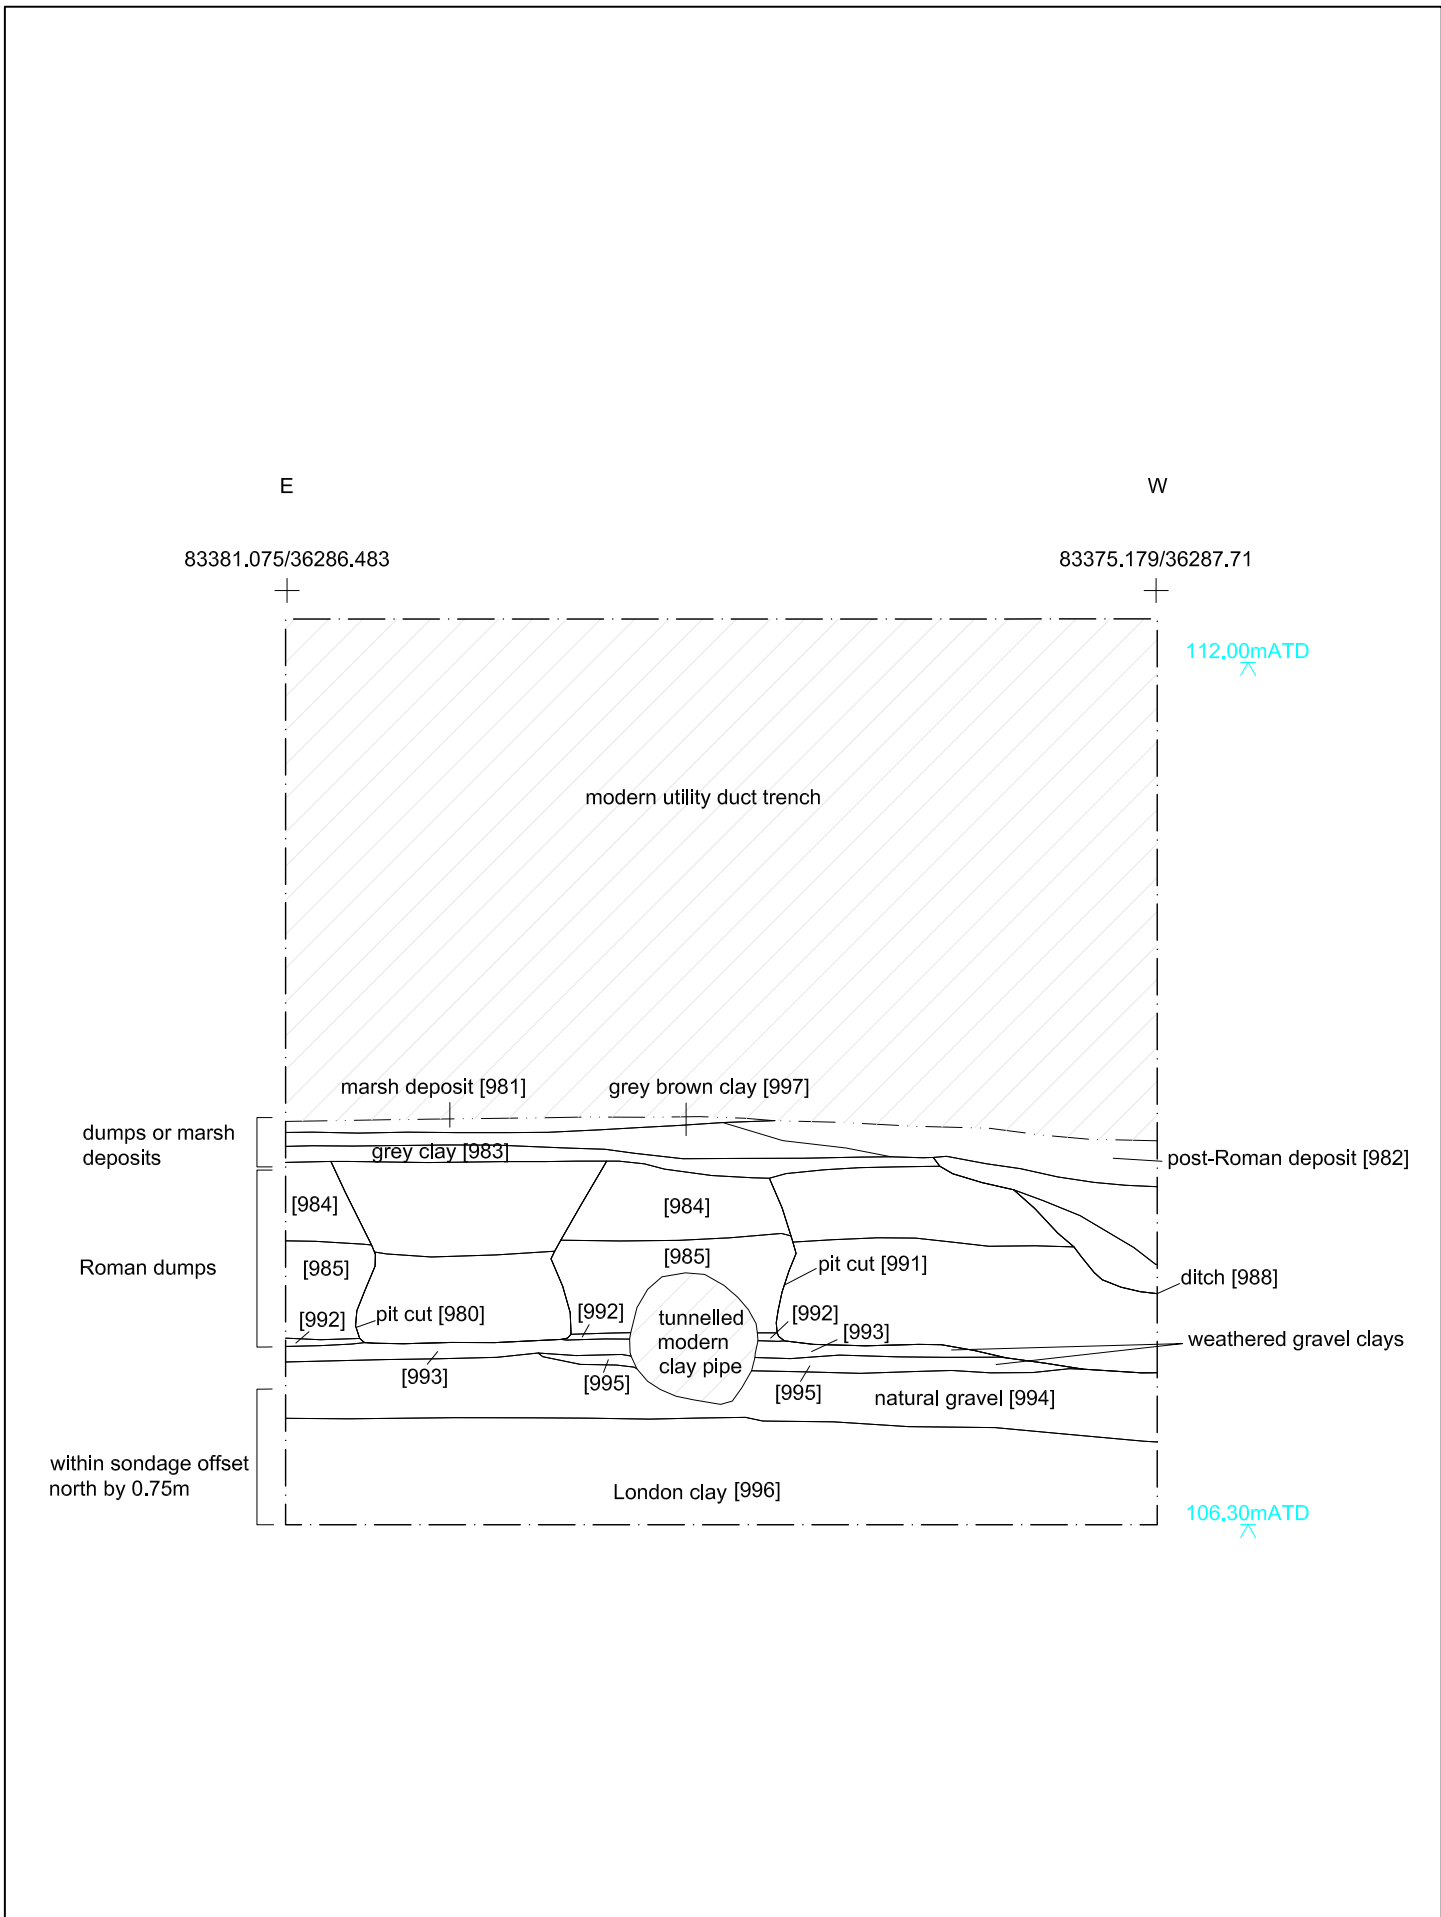 E
W
83381.075/36286.483
83375.179/36287.71
112.00mATD
modern utility duct trench
marsh deposit [981]
grey brown clay [997]
dumps or marsh
deposits
grey clay [983]
post-Roman deposit [982]
[984]
[984]
Roman dumps
[985]
[985]
pit cut [991]
ditch [988]
[992]
pit cut [980]
[992]
tunnelled
modern
clay pipe
[992]
[993]
weathered gravel clays
[993]
[995]
[995]
natural gravel [994]
within sondage offset
north by 0.75m
London clay [996]
106.30mATD